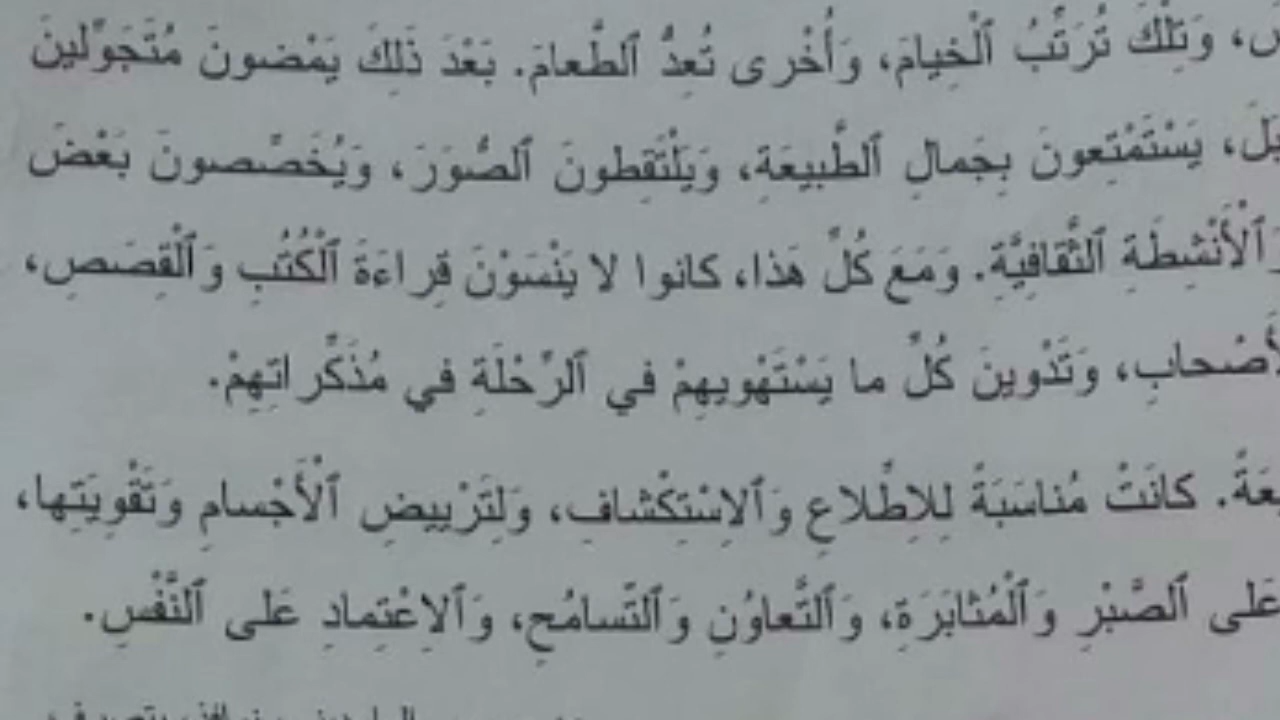 ، وَتِلْكَ تُرَتِّبُ ٱلْخِيامَ، وَأُخْرى تُعِدُّ ٱلطَّعامَ. بَعْدَ ذَلِكَ يَمْضونَ مُتَجَوِّلينَ
، يَسْتَمْتِعونَ بِجَمالِ ٱلطَّبيعَةِ، وَيَلْتَقِطونَ ٱلصُّوَرَ، وَيُخَصِّصونَ بَعْضَ
ٱلْأَنْشِطَةِ ٱلثَّقافِيَّةِ. وَمَعَ كُلِّ هَذا، كانوا لا يَنْسَوْنَ قِراءَةَ ٱلْكُتُبِ وَٱلْقِصَصِ،
، وَتَدْوينَ كُلِّ ما يَسْتَهْويهِمْ في ٱلرِّحْلَةِ في مُذَكِّراتِهِمْ.
. كانَتْ مُناسَبَةً لِلِاطِّلاعِ وَٱلِاسْتِكْشافِ، وَلِتَرْييضِ ٱلْأَجْسامِ وَتَقْوِيَتِها،
عَلى ٱلصَّبْرِ وَٱلْمُثابَرَةِ، وَٱلتَّعاوُنِ وَٱلتَّسامُحِ، وَٱلِاعْتِمادِ عَلى ٱلنَّفْسِ.